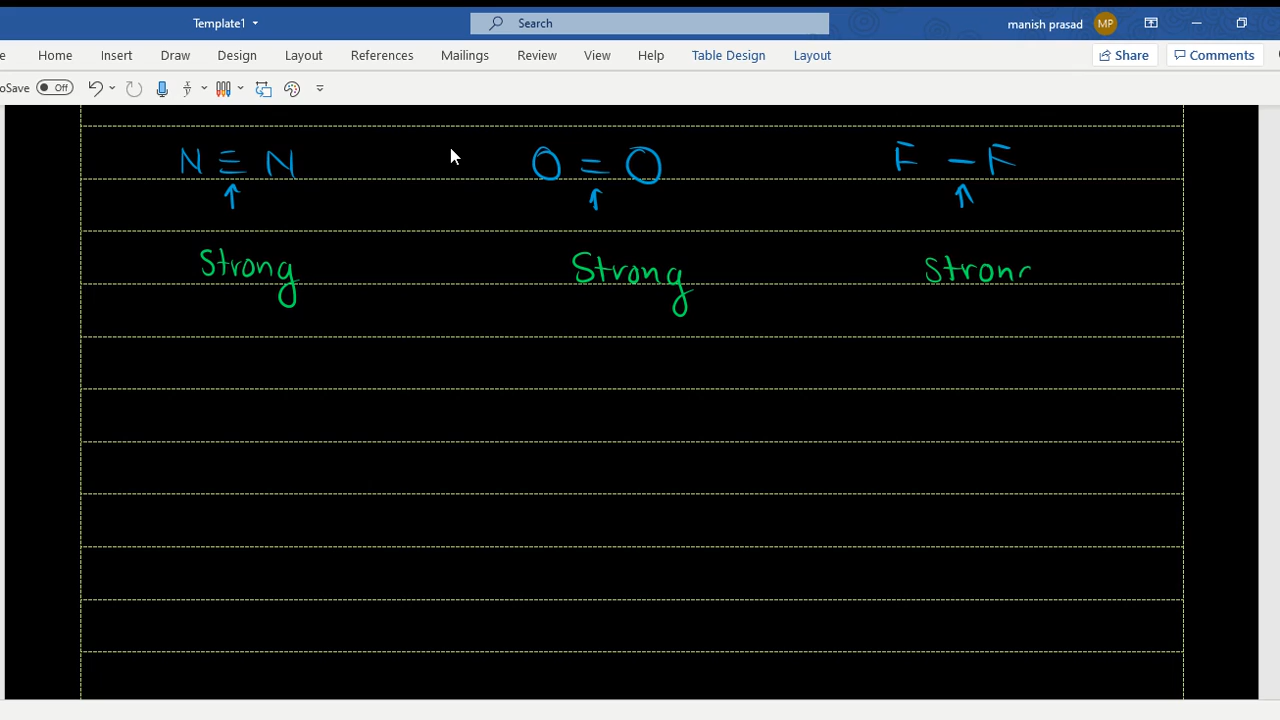 Template1
Search
manish prasad MP
Home Insert Draw Design Layout References Mailings Review View Help Table Design Layout Share Comments
oSave Off
N ≡ N O = O F – F
Strong Strong Stron